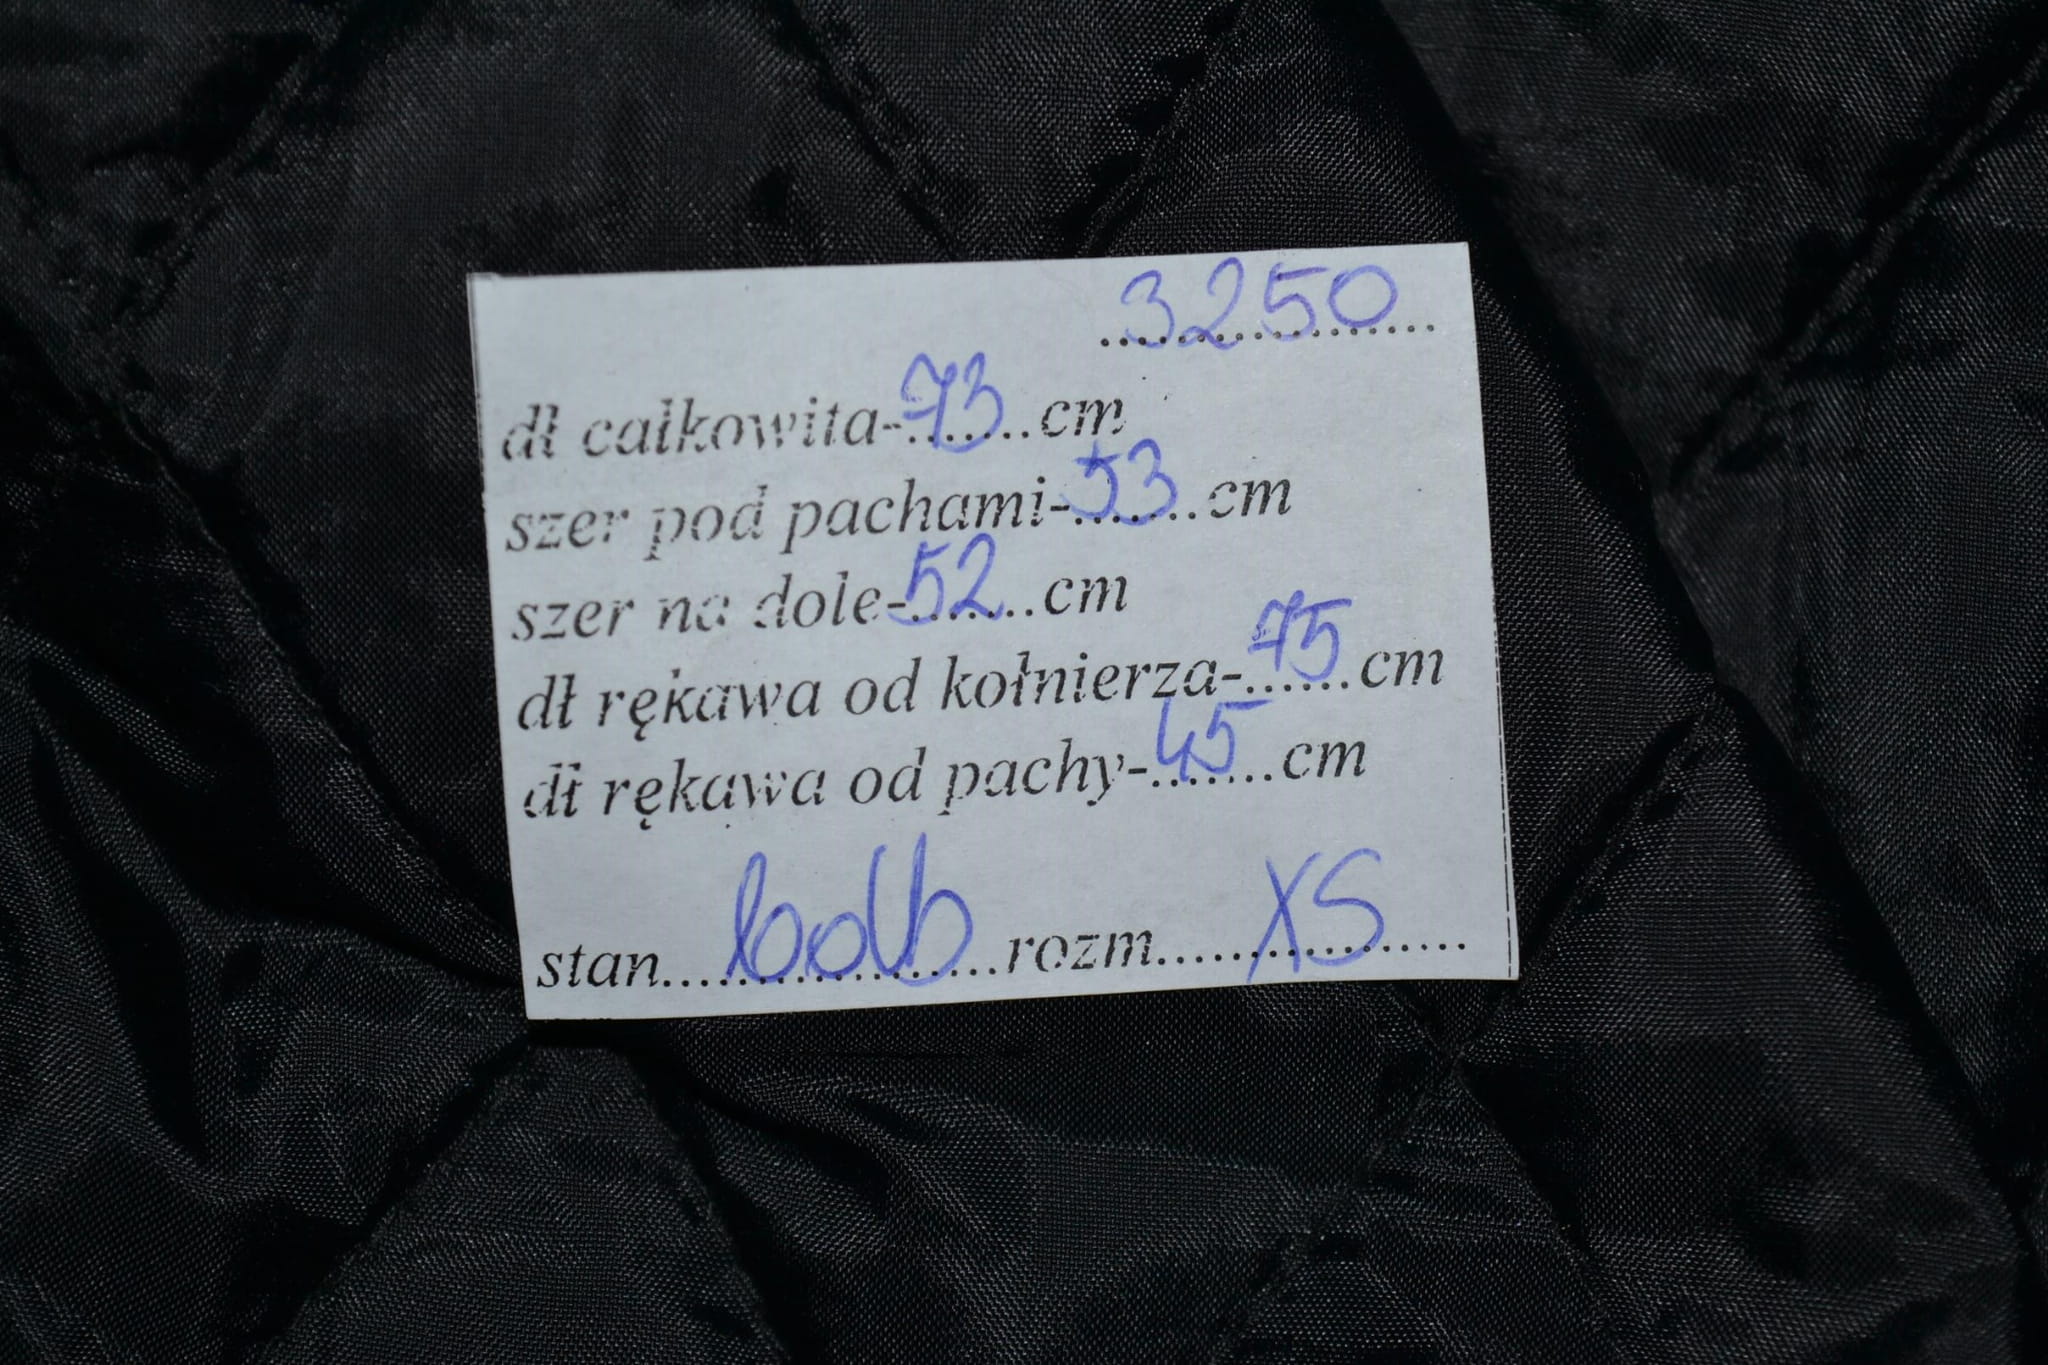 3250
dł całkowita-73cm
szer pod pachami-53cm
szer na dole-52cm
dł rękawa od kołnierza-75cm
dł rękawa od pachy-45cm
stan......rozm......XS